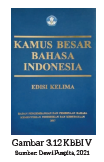 KAMUS BESAR
BAHASA INDONESIA
EDISI KELIMA
Gambar 3.12 KBBI V
Sumber: Dewi/Puspita, 2021